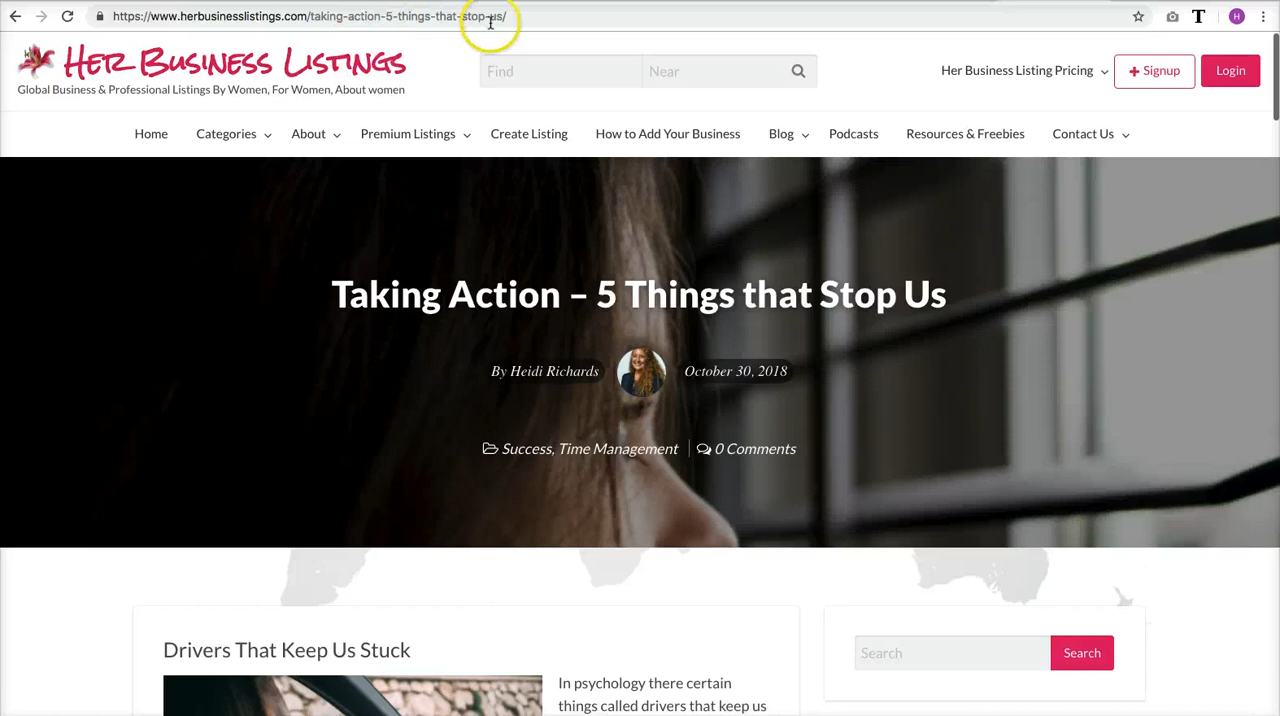 https://www.herbusinesslistings.com/taking-action-5-things-that-stop-us/
H
T
Her Business Listings
Global Business & Professional Listings By Women, For Women, About women
Find
Near
Her Business Listing Pricing
Signup
Login
Home
Categories
About
Premium Listings
Create Listing
How to Add Your Business
Blog
Podcasts
Resources & Freebies
Contact Us
Taking Action – 5 Things that Stop Us
By Heidi Richards
October 30, 2018
Success, Time Management
0 Comments
Drivers That Keep Us Stuck
In psychology there certain
things called drivers that keep us
Search
Search